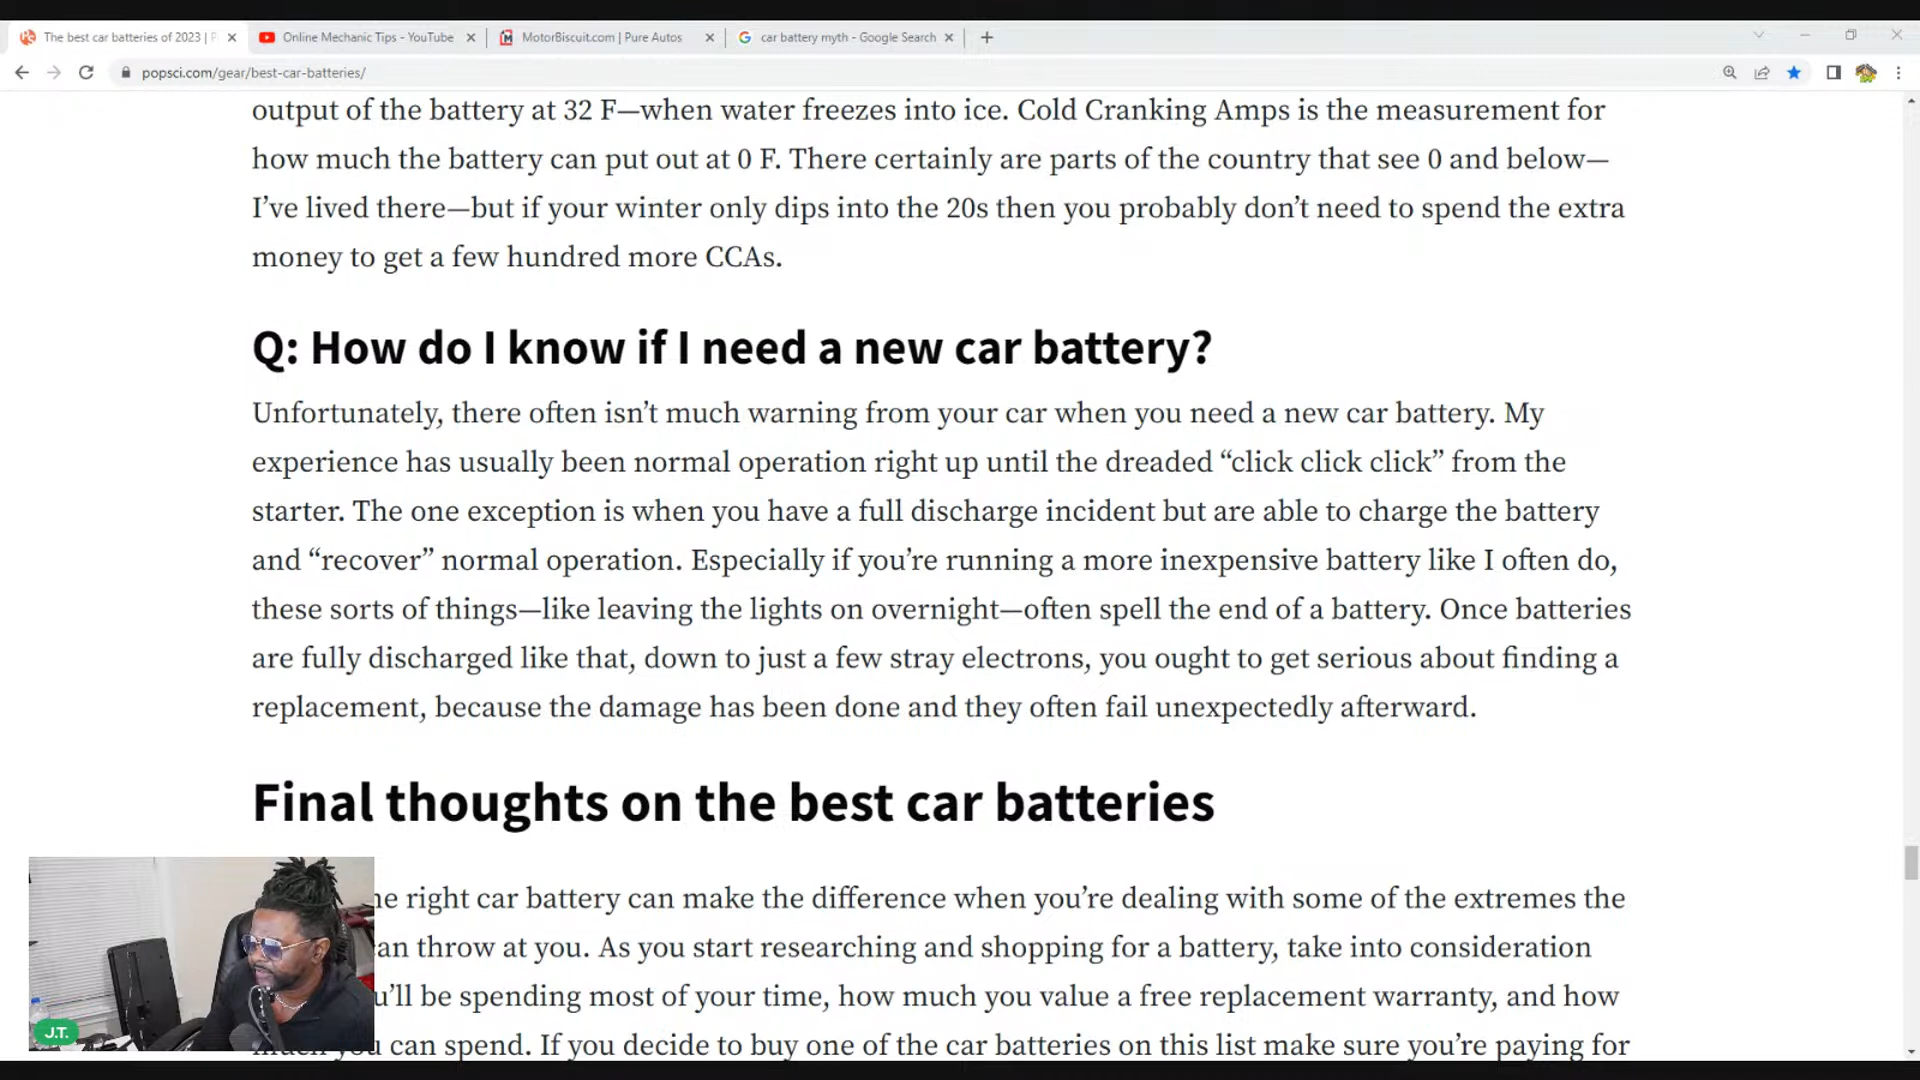 The best car batteries of 2023 | P
Online Mechanic Tips - YouTube
MotorBiscuit.com | Pure Autos
car battery myth - Google Search
popsci.com/gear/best-car-batteries/
output of the battery at 32 F—when water freezes into ice. Cold Cranking Amps is the measurement for
how much the battery can put out at 0 F. There certainly are parts of the country that see 0 and below—
I’ve lived there—but if your winter only dips into the 20s then you probably don’t need to spend the extra
money to get a few hundred more CCAs.
Q: How do I know if I need a new car battery?
Unfortunately, there often isn’t much warning from your car when you need a new car battery. My
experience has usually been normal operation right up until the dreaded “click click click” from the
starter. The one exception is when you have a full discharge incident but are able to charge the battery
and “recover” normal operation. Especially if you’re running a more inexpensive battery like I often do,
these sorts of things—like leaving the lights on overnight—often spell the end of a battery. Once batteries
are fully discharged like that, down to just a few stray electrons, you ought to get serious about finding a
replacement, because the damage has been done and they often fail unexpectedly afterward.
Final thoughts on the best car batteries
he right car battery can make the difference when you’re dealing with some of the extremes the
an throw at you. As you start researching and shopping for a battery, take into consideration
u’ll be spending most of your time, how much you value a free replacement warranty, and how
much you can spend. If you decide to buy one of the car batteries on this list make sure you’re paying for
J.T.